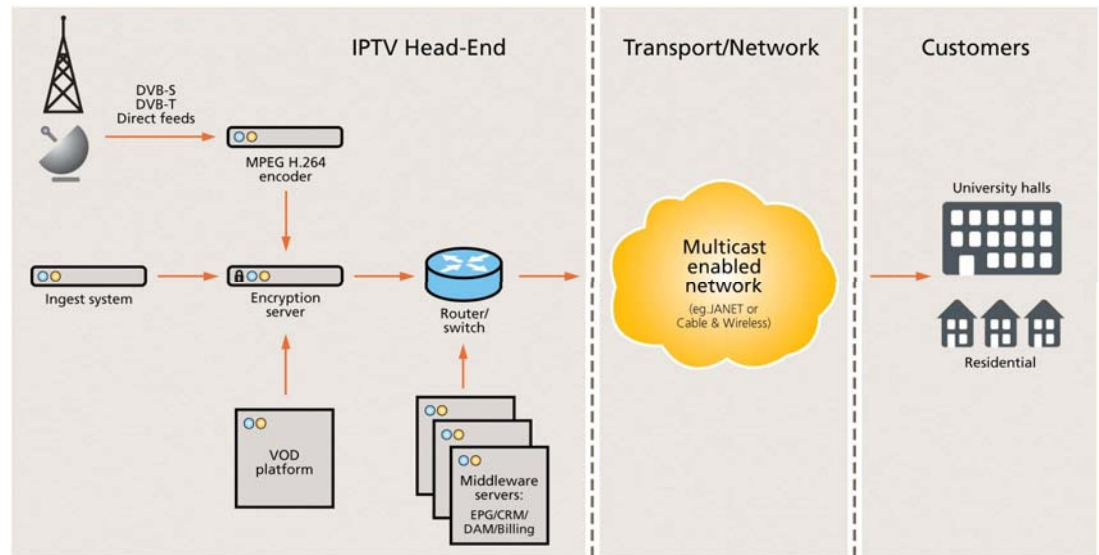 IPTV Head-End
Transport/Network
Customers
DVB-S
DVB-T
Direct feeds
MPEG H.264
encoder
Ingest system
Encryption
server
Router/
switch
VOD
platform
Middleware
servers:
EPG/CRM/
DAM/Billing
Multicast
enabled
network
(eg.JANET or
Cable & Wireless)
University halls
Residential